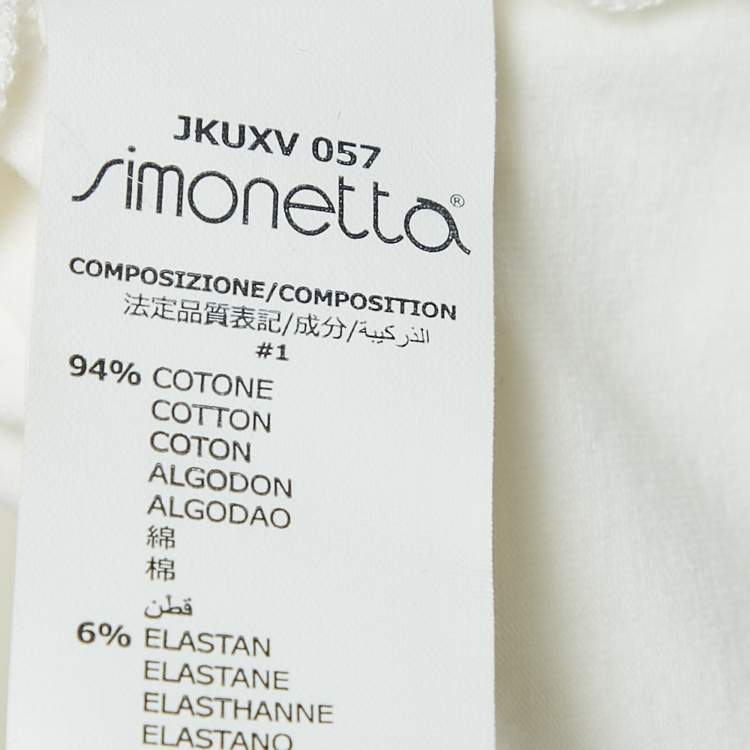 JKUXV 057
simonetta®
COMPOSIZIONE/COMPOSITION
法定品質表記/成分/الذركيبة
#1
94% COTONE
COTTON
COTON
ALGODON
ALGODAO
綿
棉
قطن
6% ELASTAN
ELASTANE
ELASTHANNE
ELASTANO